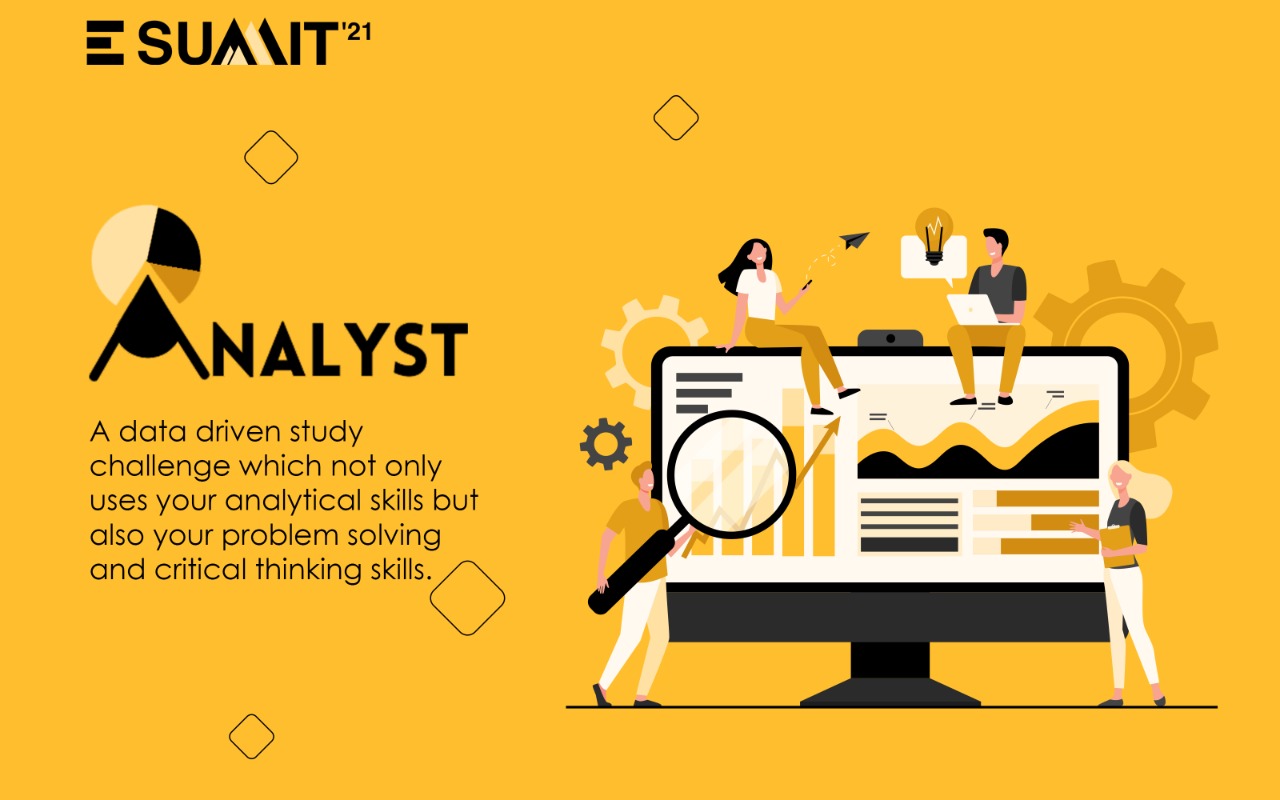 E SUMMIT'21
ANALYST
A data driven study
challenge which not only
uses your analytical skills but
also your problem solving
and critical thinking skills.